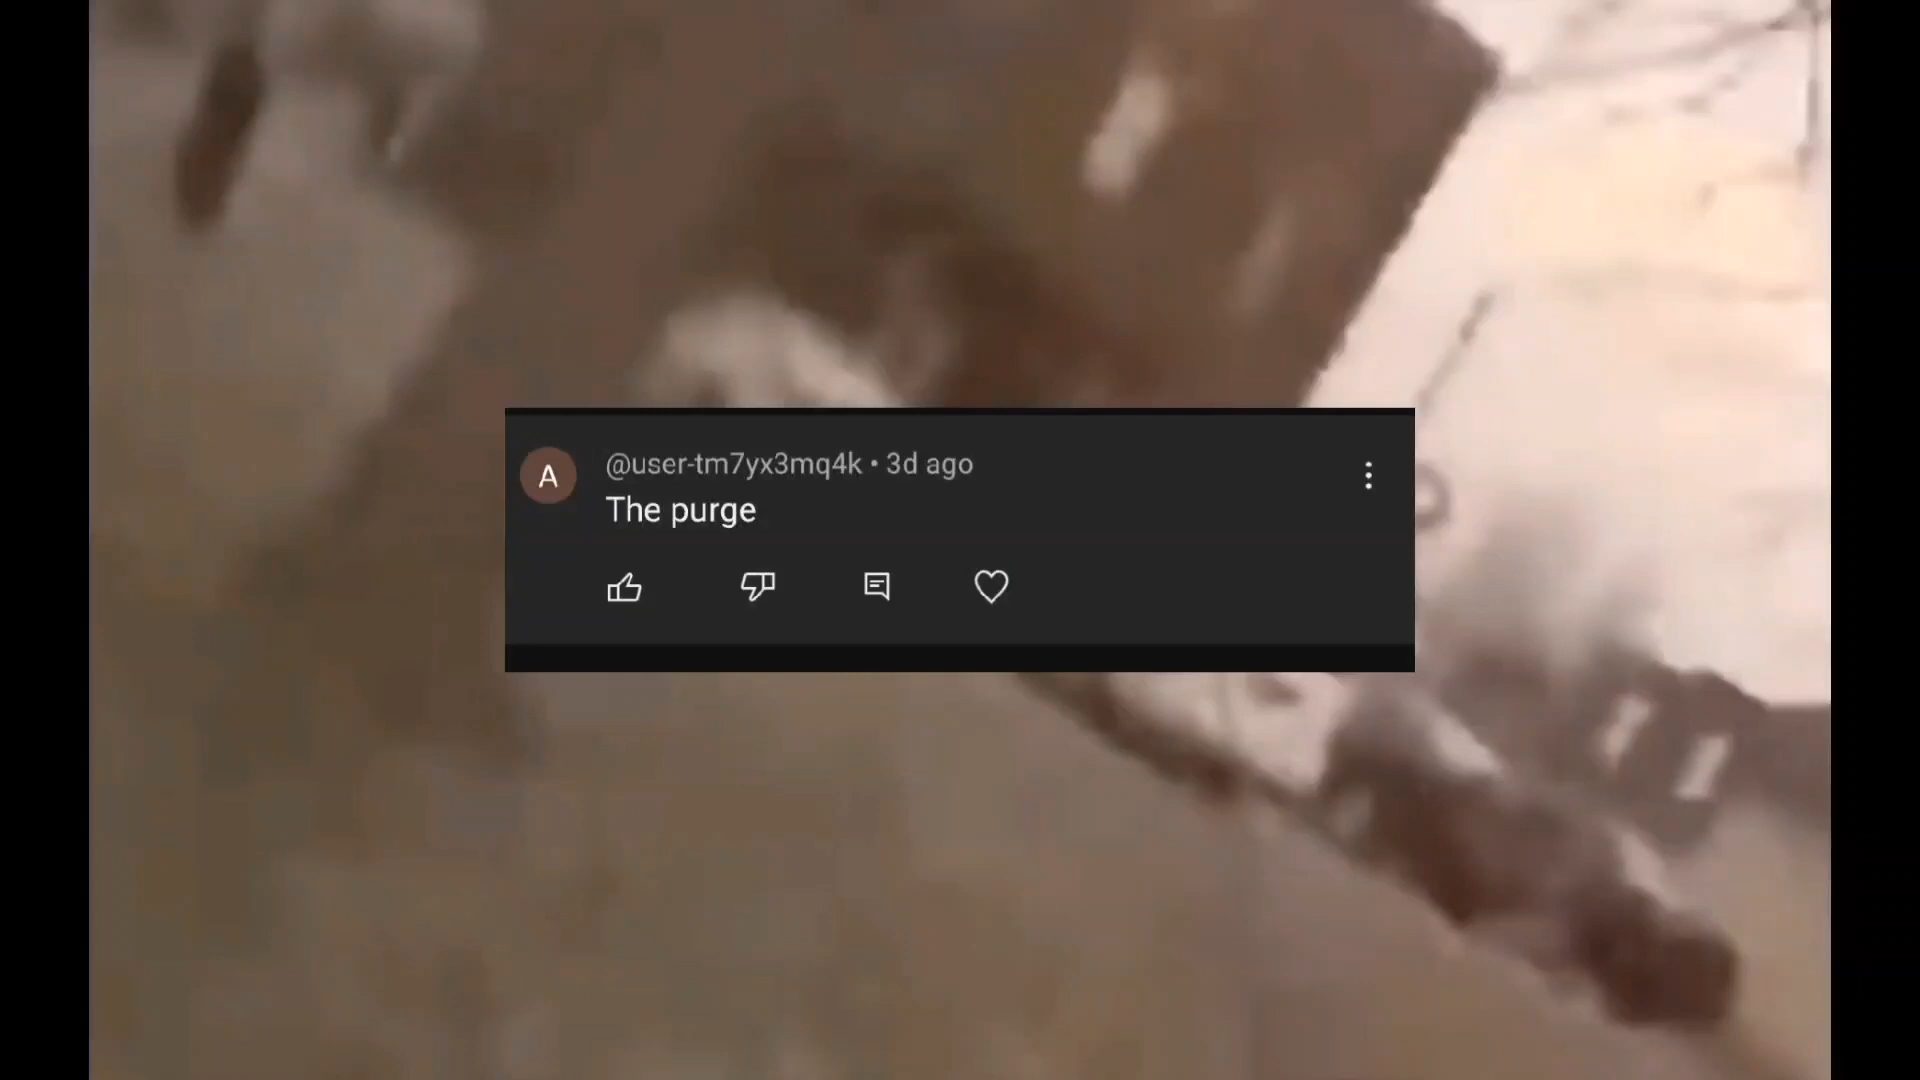 A
@user-tm7yx3mq4k • 3d ago
The purge